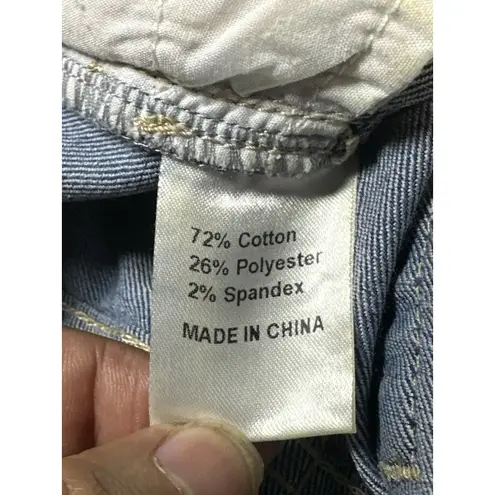 72% Cotton
26% Polyester
2% Spandex
MADE IN CHINA